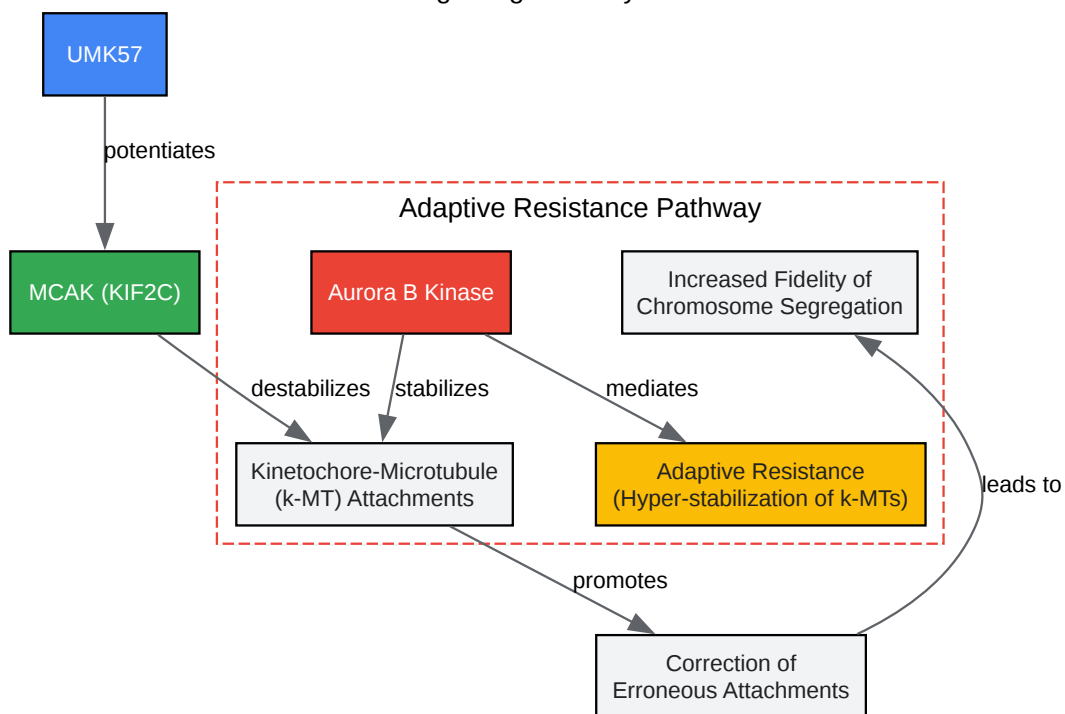 UMK57
potentiates
Adaptive Resistance Pathway
MCAK (KIF2C)
Aurora B Kinase
Increased Fidelity of
Chromosome Segregation
destabilizes
stabilizes
mediates
Kinetochore-Microtubule
(k-MT) Attachments
Adaptive Resistance
(Hyper-stabilization of k-MTs)
leads to
promotes
Correction of
Erroneous Attachments